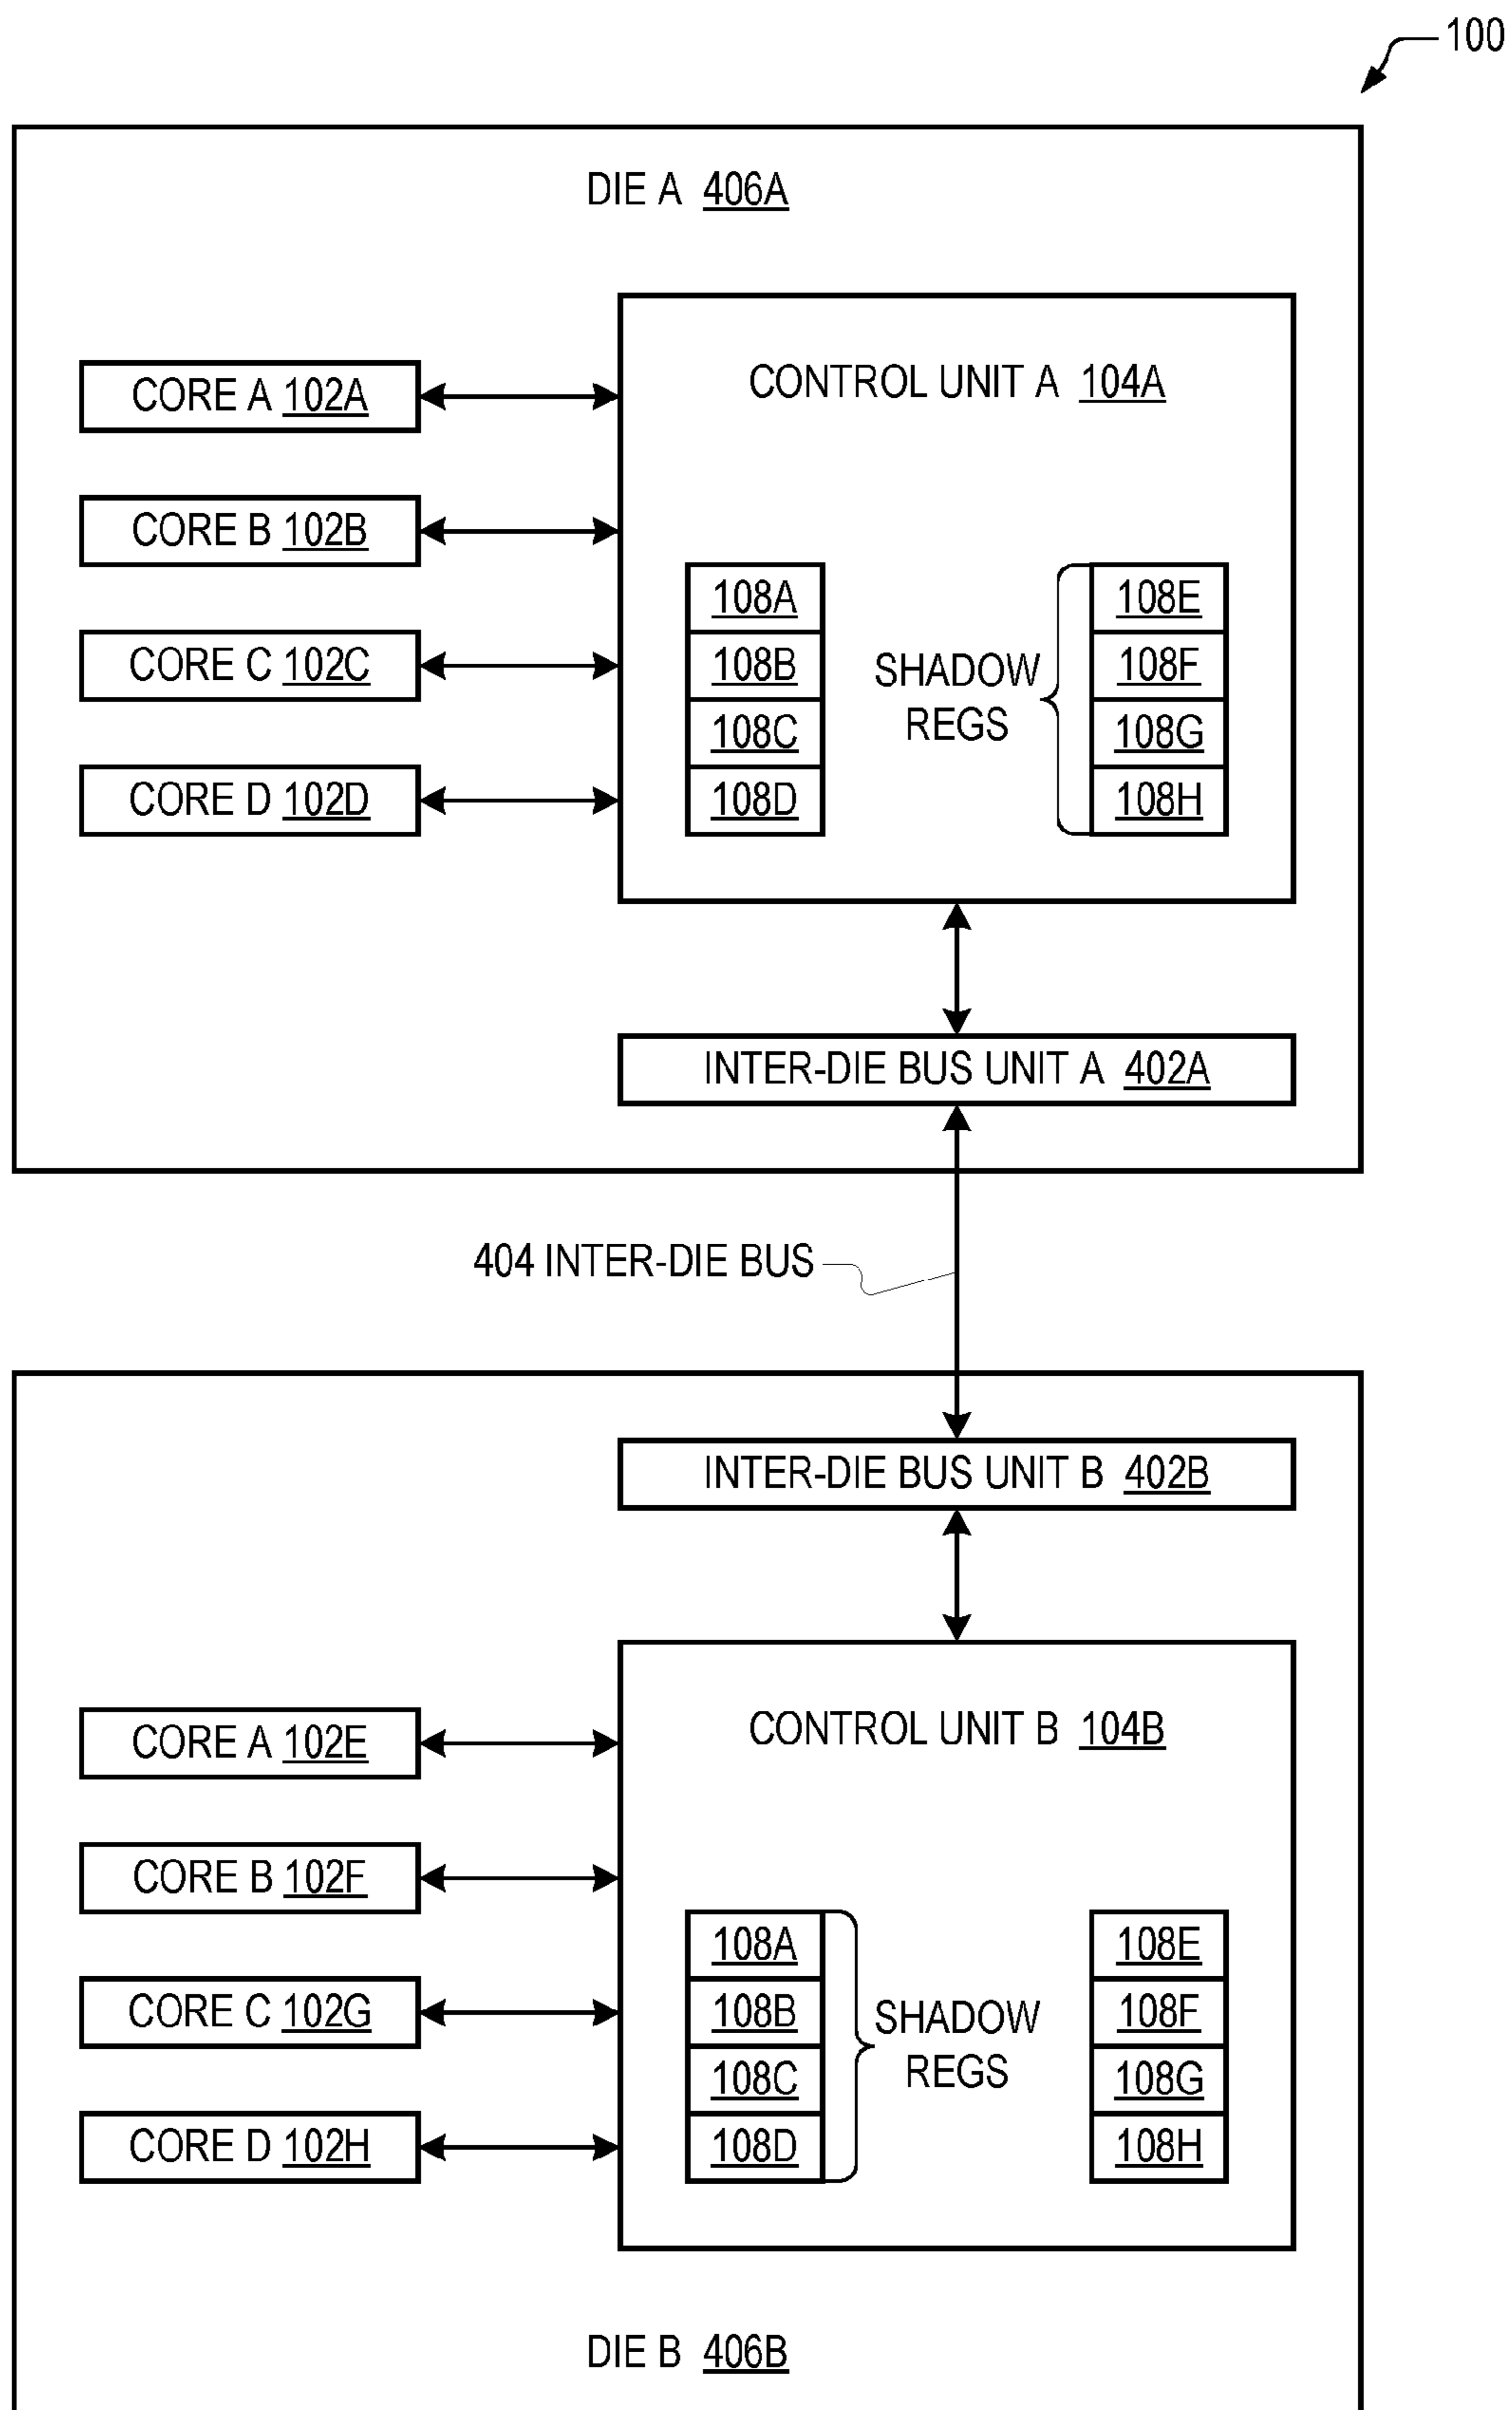 100
DIE A 406A
CONTROL UNIT A 104A
CORE A 102A
CORE B 102B
CORE C 102C
CORE D 102D
108A
108B
108C
108D
SHADOW
REGS
108E
108F
108G
108H
INTER-DIE BUS UNIT A 402A
404 INTER-DIE BUS
INTER-DIE BUS UNIT B 402B
CONTROL UNIT B 104B
CORE A 102E
CORE B 102F
CORE C 102G
CORE D 102H
108A
108B
108C
108D
SHADOW
REGS
108E
108F
108G
108H
DIE B 406B